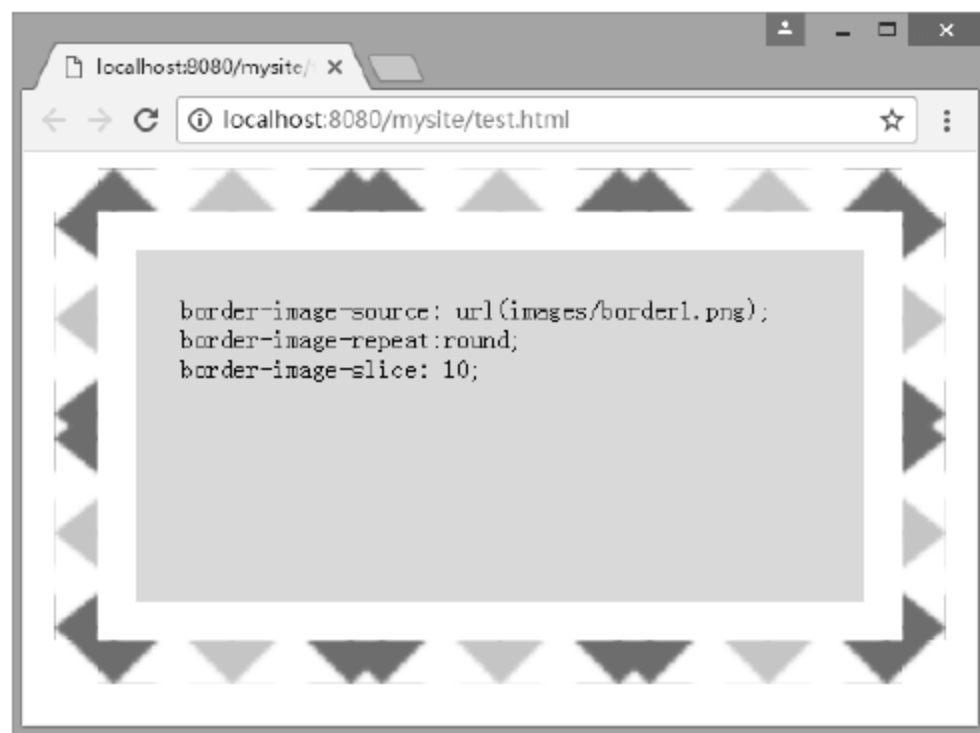 localhost:8080/mysite/
localhost:8080/mysite/test.html
border-image-source: url(images/border1.png);
border-image-repeat:round;
border-image-slice: 10;